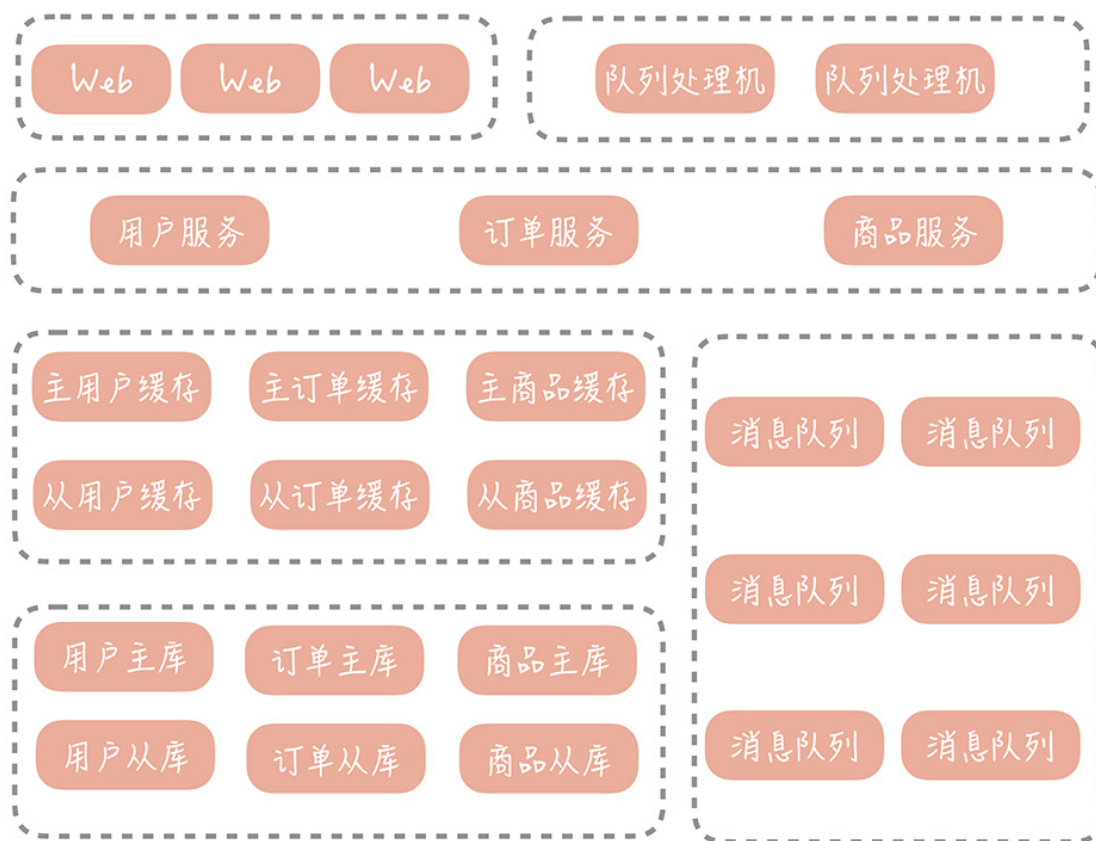 Web Web Web
队列处理机 队列处理机
用户服务 订单服务 商品服务
主用户缓存 主订单缓存 主商品缓存
从用户缓存 从订单缓存 从商品缓存
消息队列 消息队列
消息队列 消息队列
消息队列 消息队列
用户主库 订单主库 商品主库
用户从库 订单从库 商品从库